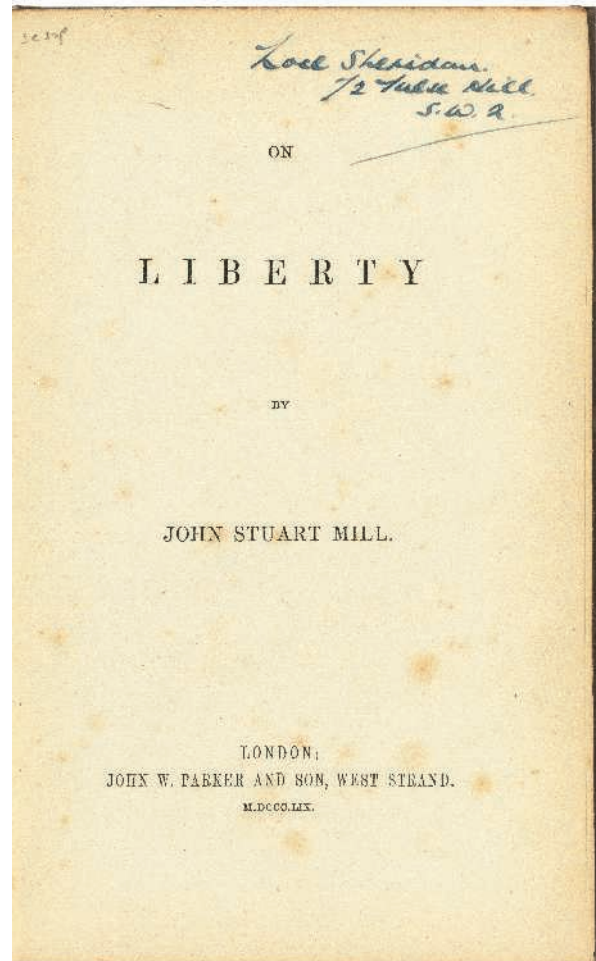 Sheridan.
72 Tulse Hill.
S.W.2.
ON
LIBERTY
BY
JOHN STUART MILL.
LONDON:
JOHN W. PARKER AND SON, WEST STRAND.
M.DCCC.LIX.